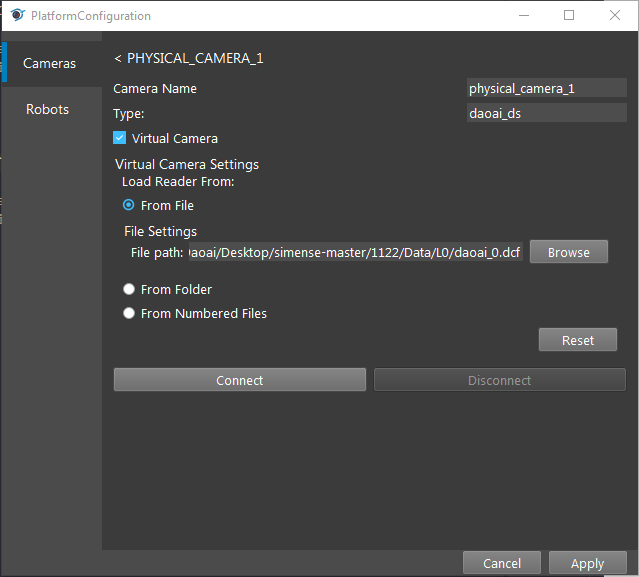 PlatformConfiguration
Cameras
Robots
< PHYSICAL_CAMERA_1
Camera Name physical_camera_1
Type: daoai_ds
Virtual Camera
Virtual Camera Settings
Load Reader From:
From File
File Settings
File path: aoai/Desktop/simense-master/1122/Data/L0/daoai_0.dcf Browse
From Folder
From Numbered Files
Reset
Connect Disconnect
Cancel Apply